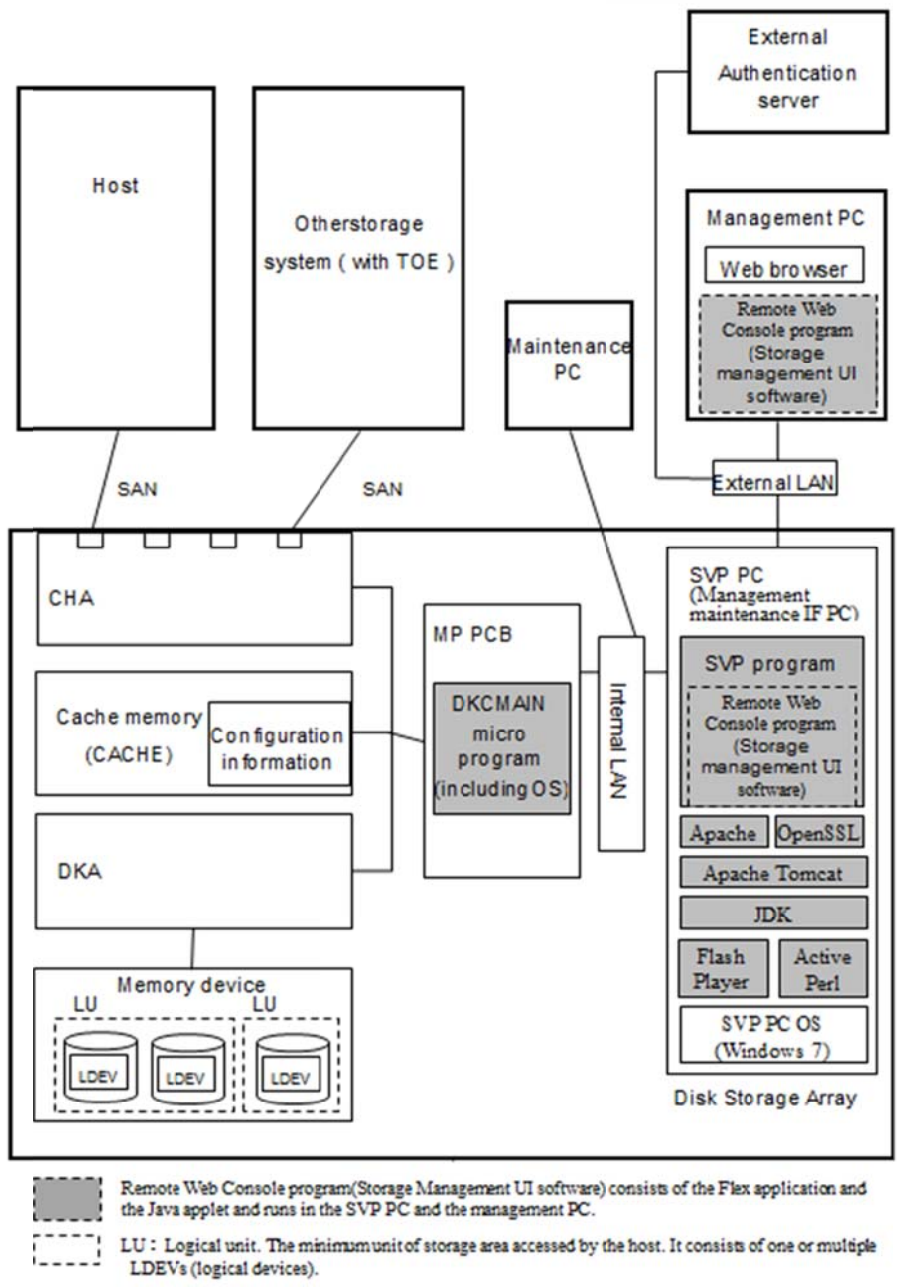 External
Authentication
server
Host
Otherstorage
system ( with TOE )
Management PC
Web browser
Remote Web
Console program
(Storage
management UI
software)
Maintenance
PC
SAN
SAN
External LAN
CHA
Cache memory
(CACHE)
Configuration
information
DKA
Memory device
LU
LU
LDEV
LDEV
LDEV
MP PCB
DKCMAIN
micro
program
(including OS)
Internal LAN
SVP PC
(Management
maintenance IF PC)
SVP program
Remote Web
Console program
(Storage
management UI
software)
Apache
OpenSSL
Apache Tomcat
JDK
Flash
Player
Active
Perl
SVP PC OS
(Windows 7)
Disk Storage Array
Remote Web Console program(Storage Management UI software) consists of the Flex application and
the Java applet and runs in the SVP PC and the management PC.
LU : Logical unit. The minimum unit of storage area accessed by the host. It consists of one or multiple
LDEVs (logical devices).